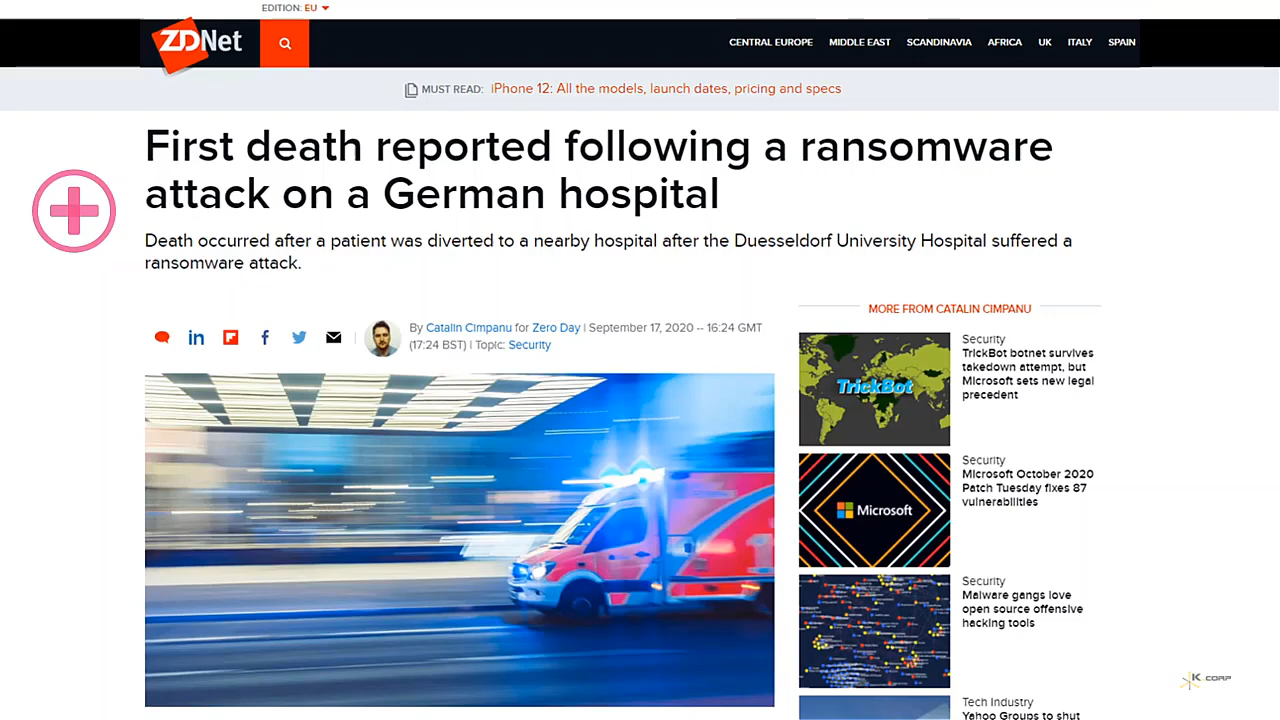 EDITION: EU
ZDNet
CENTRAL EUROPE MIDDLE EAST SCANDINAVIA AFRICA UK ITALY SPAIN
MUST READ: iPhone 12: All the models, launch dates, pricing and specs
First death reported following a ransomware
attack on a German hospital
Death occurred after a patient was diverted to a nearby hospital after the Duesseldorf University Hospital suffered a
ransomware attack.
By Catalin Cimpanu for Zero Day | September 17, 2020 -- 16:24 GMT
(17:24 BST) | Topic: Security
MORE FROM CATALIN CIMPANU
TrickBot
Security
TrickBot botnet survives
takedown attempt, but
Microsoft sets new legal
precedent
Microsoft
Security
Microsoft October 2020
Patch Tuesday fixes 87
vulnerabilities
Security
Malware gangs love
open source offensive
hacking tools
Tech Industry
Yahoo Groups to shut
K CORP